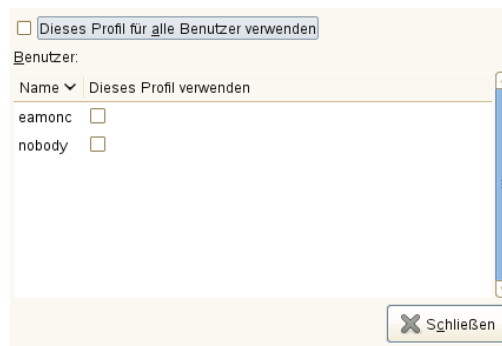 Dieses Profil für alle Benutzer verwenden
Benutzer:
Name Dieses Profil verwenden
eamonc
nobody
Schließen